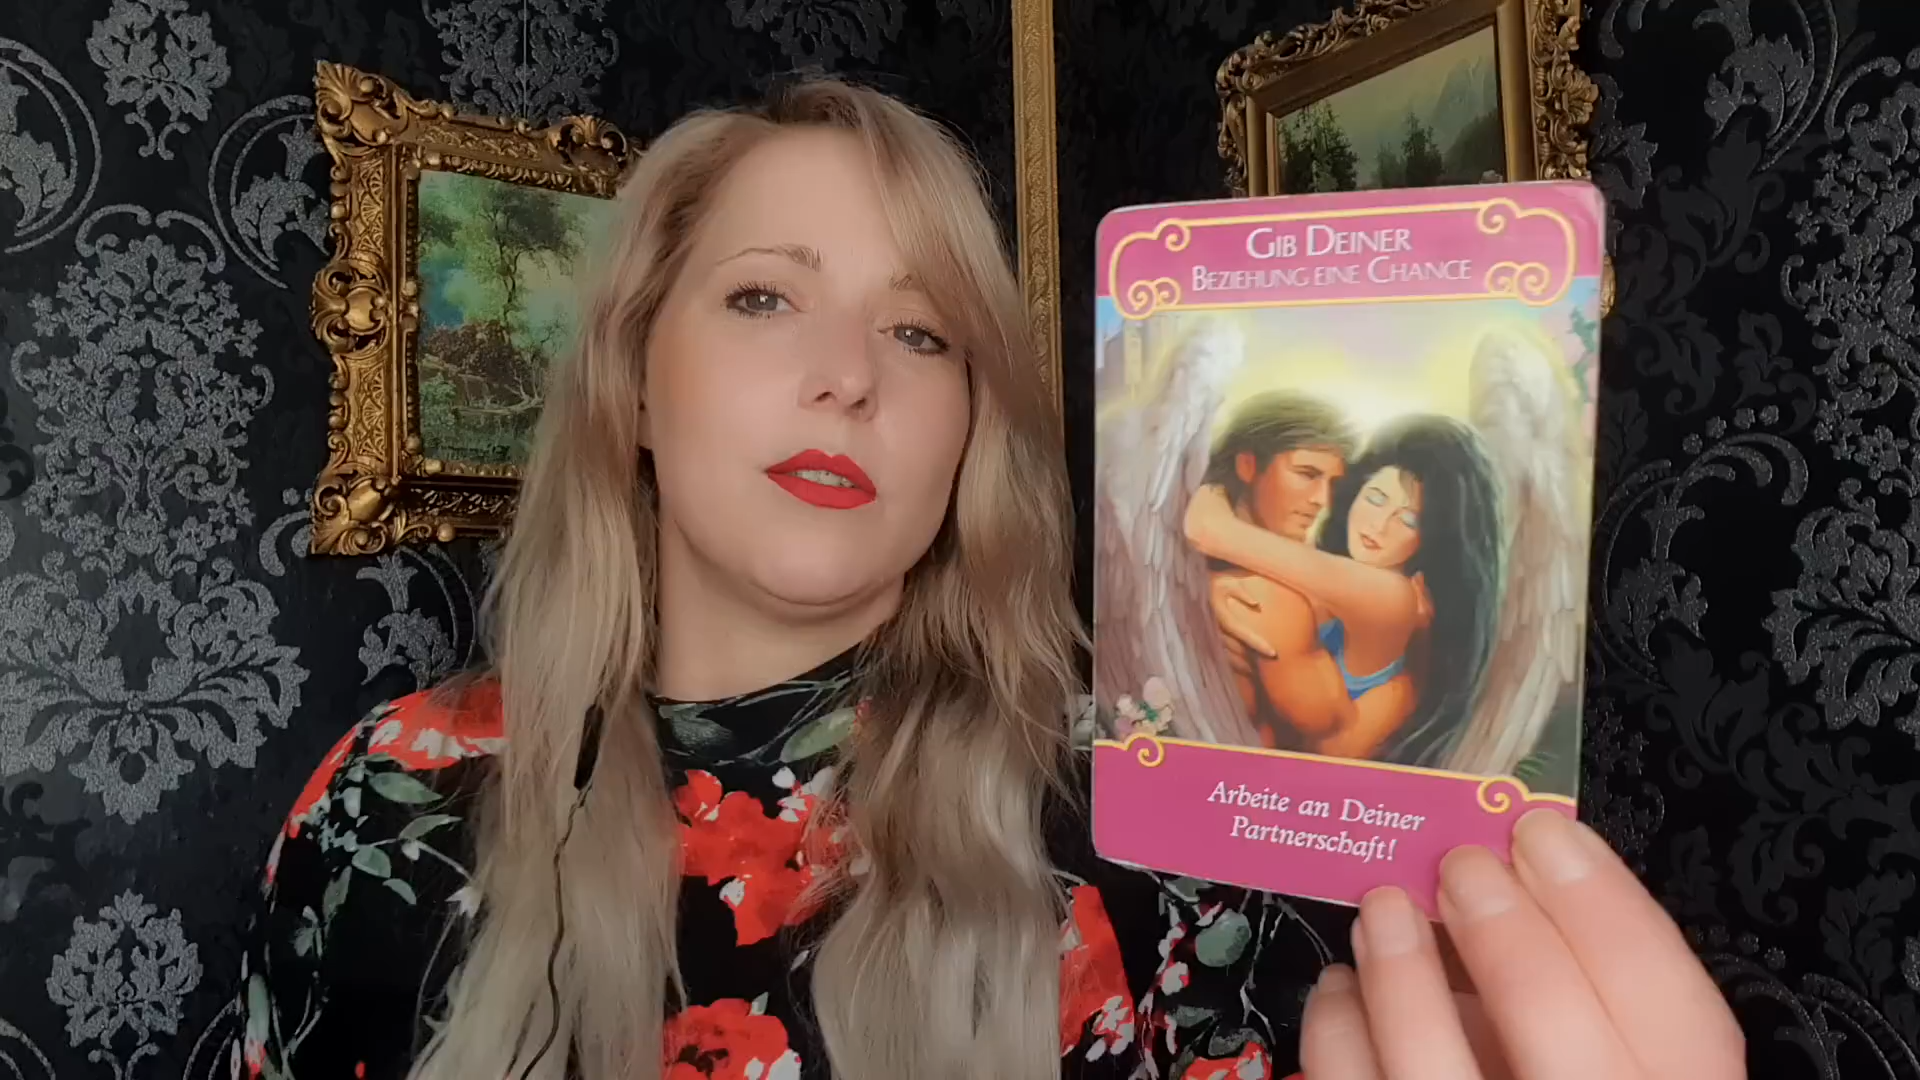 Gib Deiner
Beziehung eine Chance
Arbeite an Deiner
Partnerschaft!